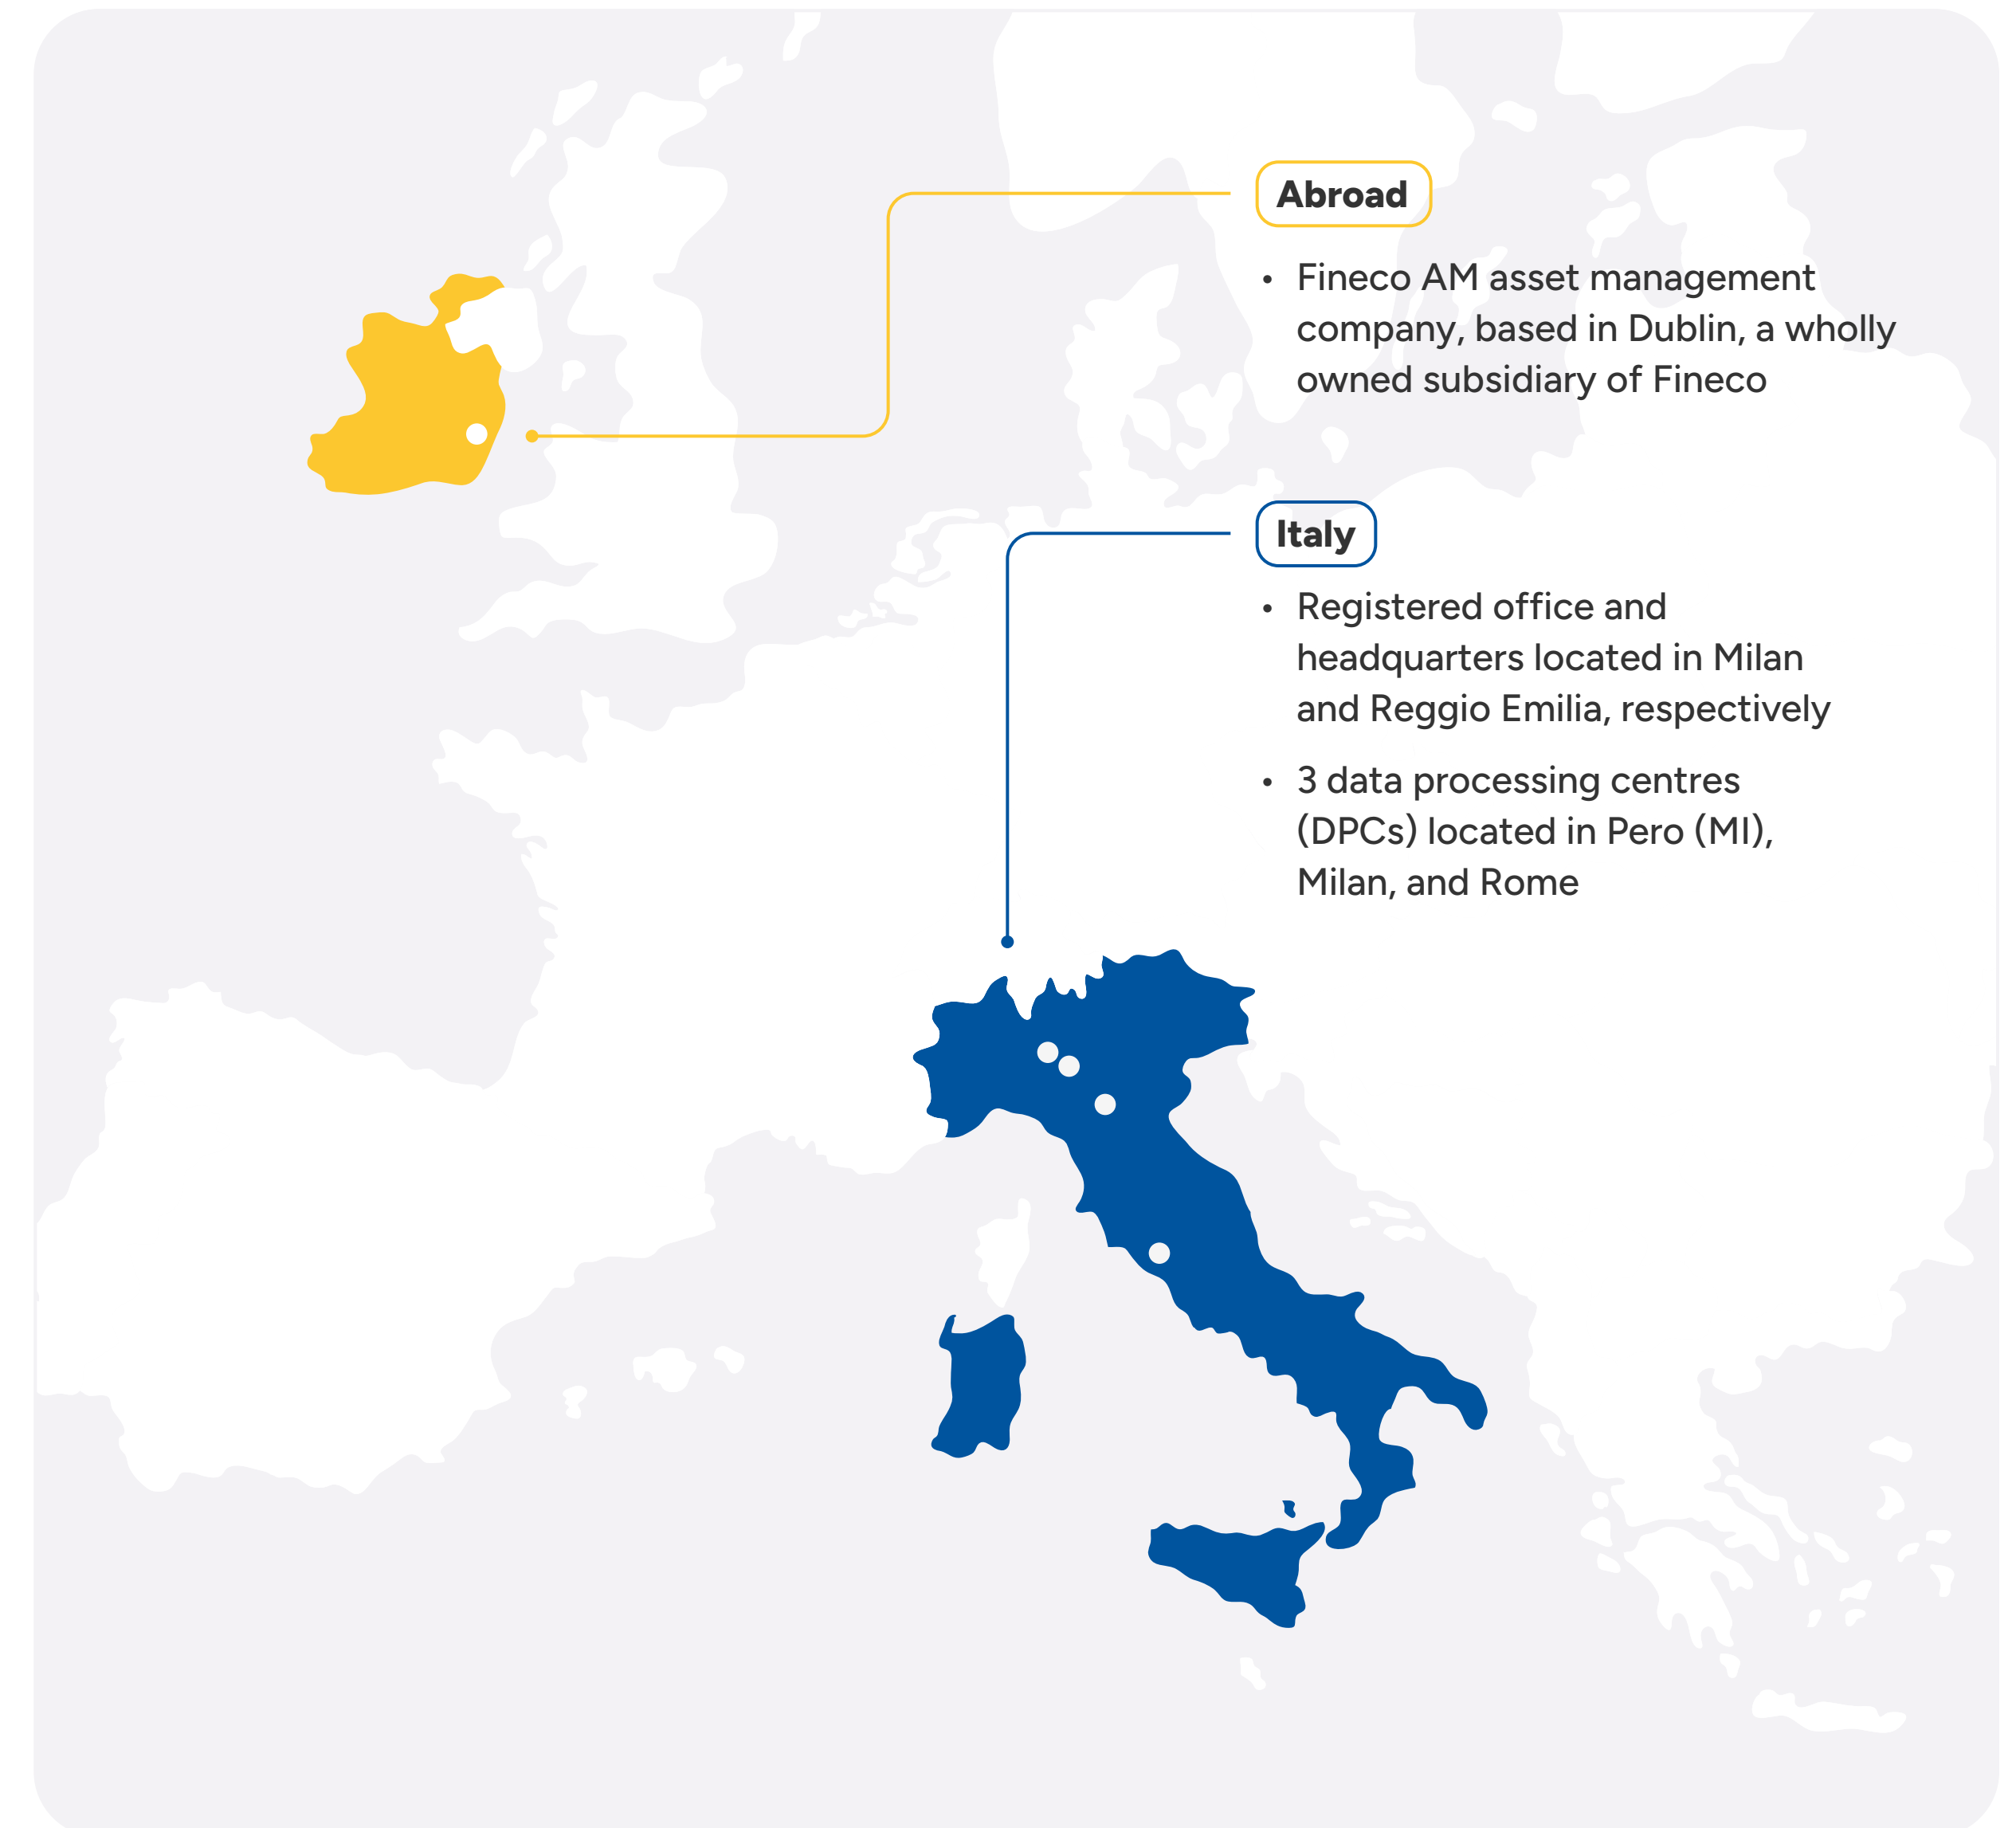 Abroad
• Fineco AM asset management
company, based in Dublin, a wholly
owned subsidiary of Fineco
Italy
• Registered office and
headquarters located in Milan
and Reggio Emilia, respectively
• 3 data processing centres
(DPCs) located in Pero (MI),
Milan, and Rome